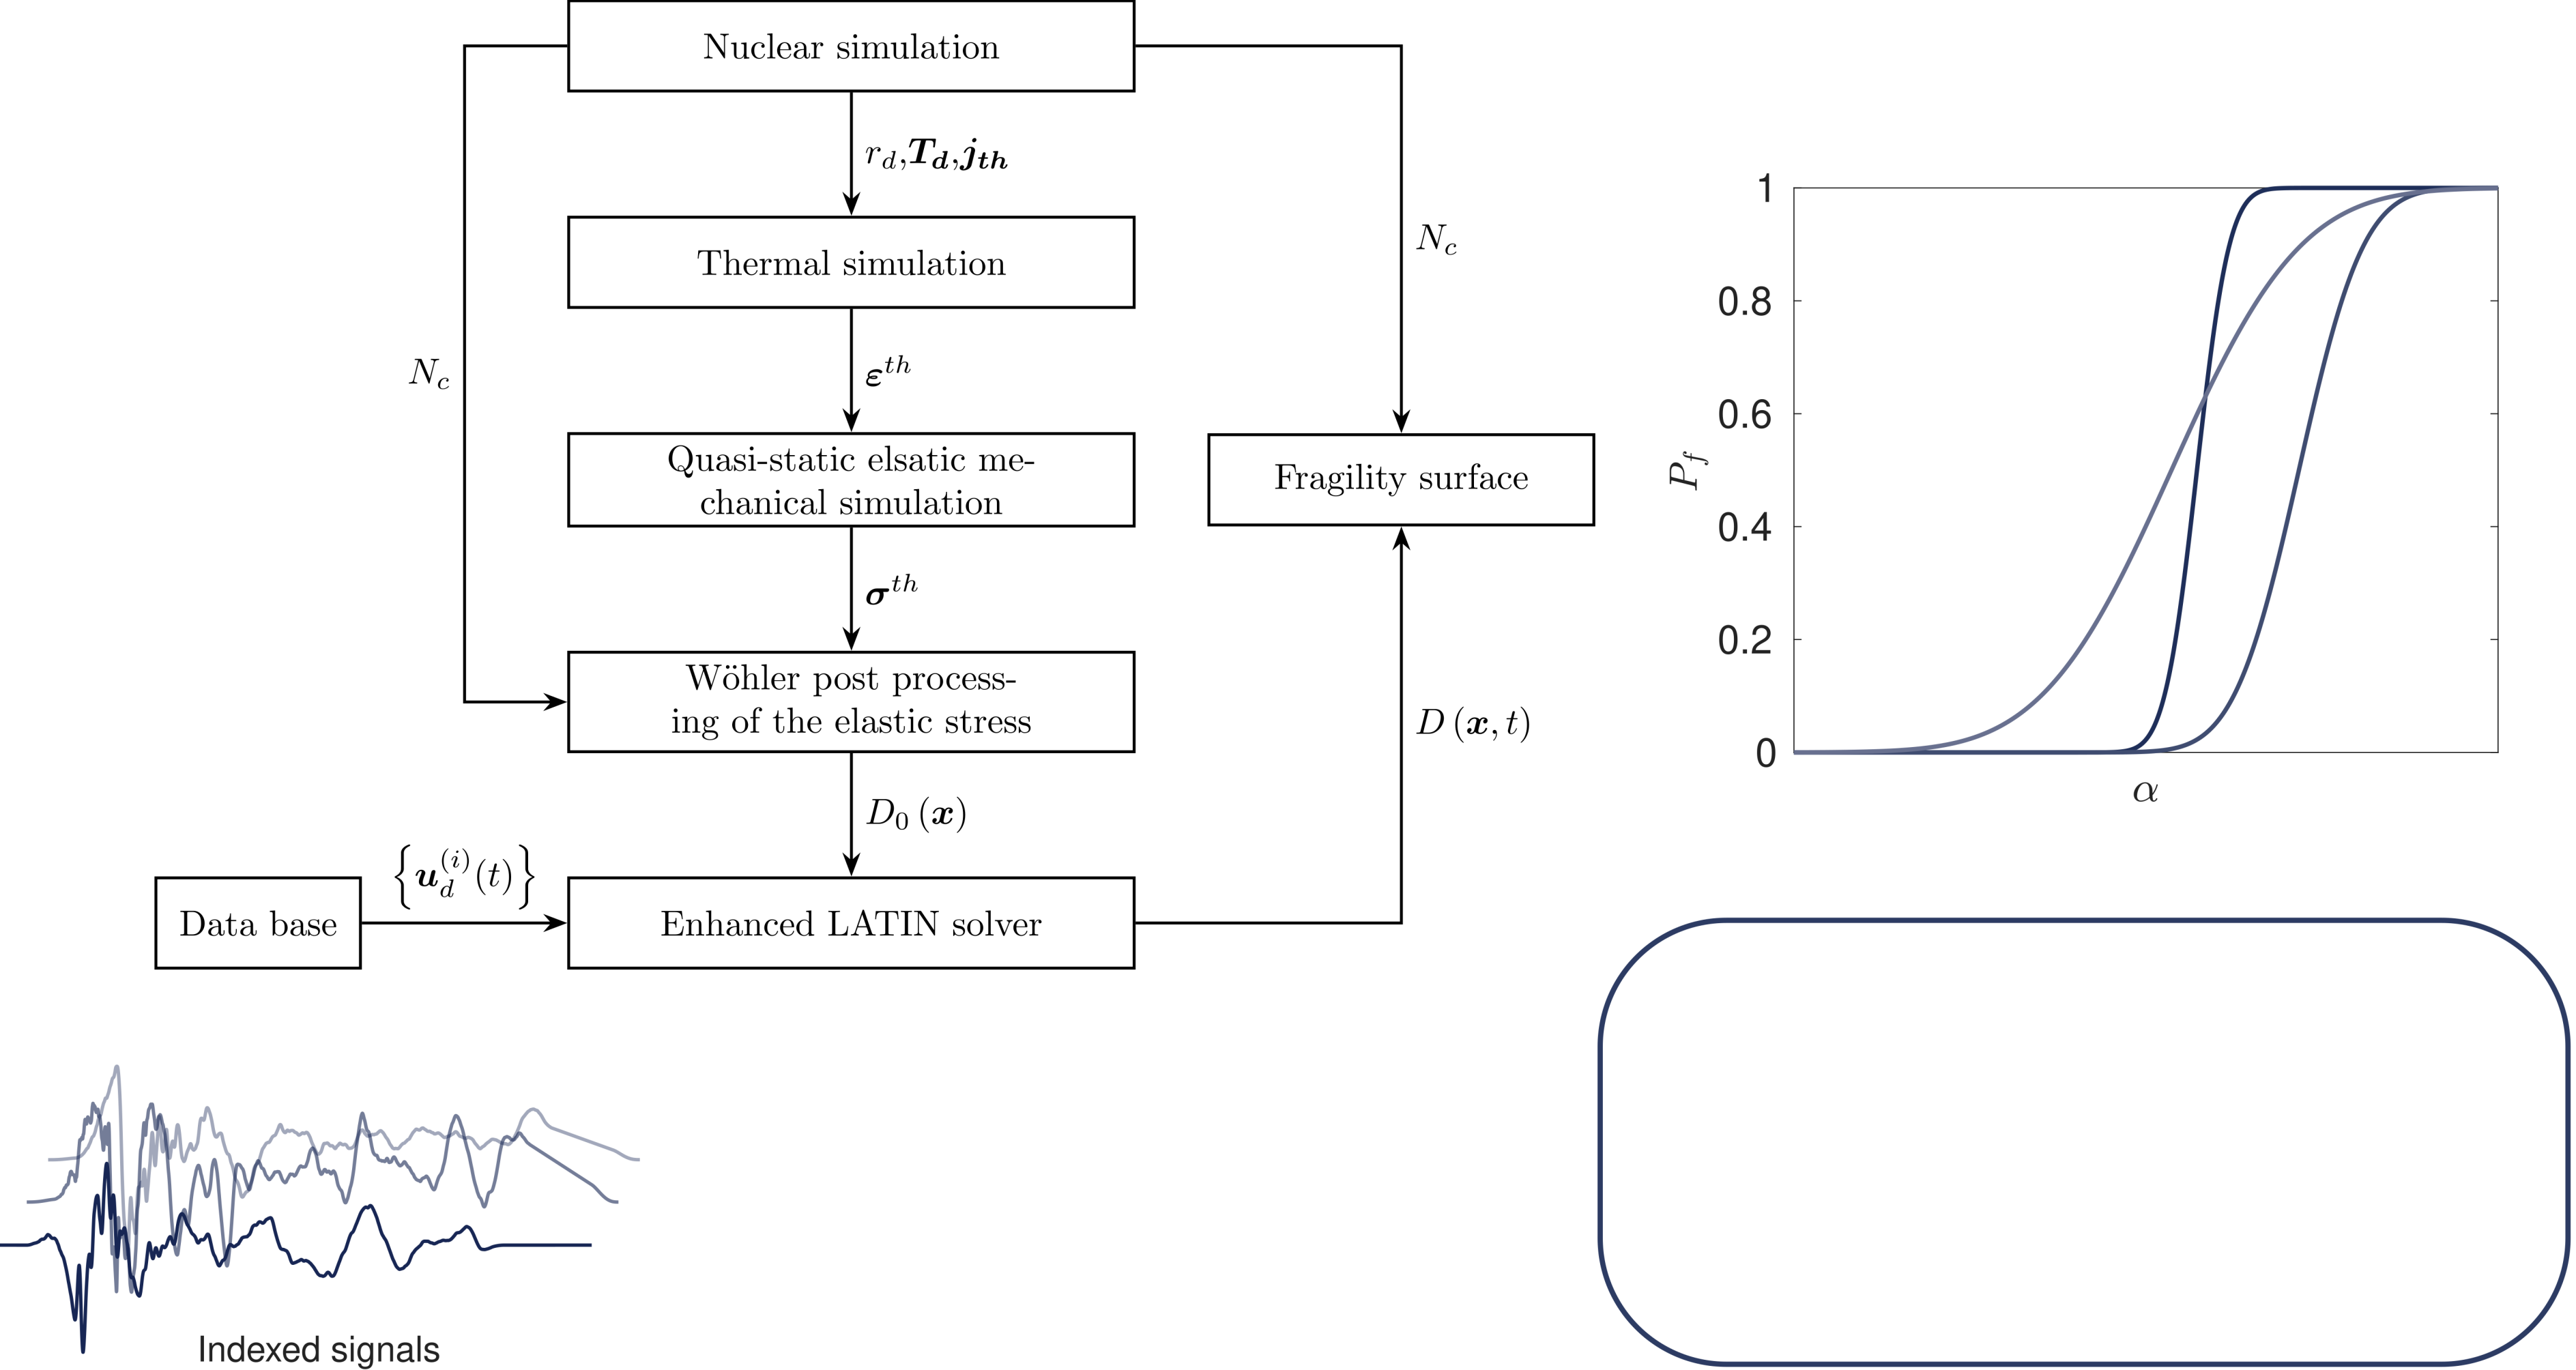 Nuclear simulation
r_d,T_d,j_th
N_c
Thermal simulation
ε^th
N_c
Quasi-static elsatic me-
chanical simulation
Fragility surface
σ^th
Wöhler post process-
ing of the elastic stress
D (x, t)
D_0 (x)
{u_d^(i)(t)}
Data base
Enhanced LATIN solver
1
0.8
0.6
0.4
0.2
0
P_f
α
Indexed signals